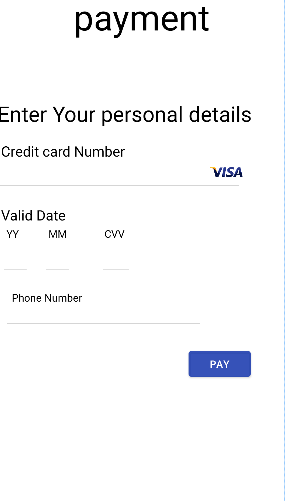 payment
Enter Your personal details
Credit card Number
VISA
Valid Date
YY MM CVV
Phone Number
PAY